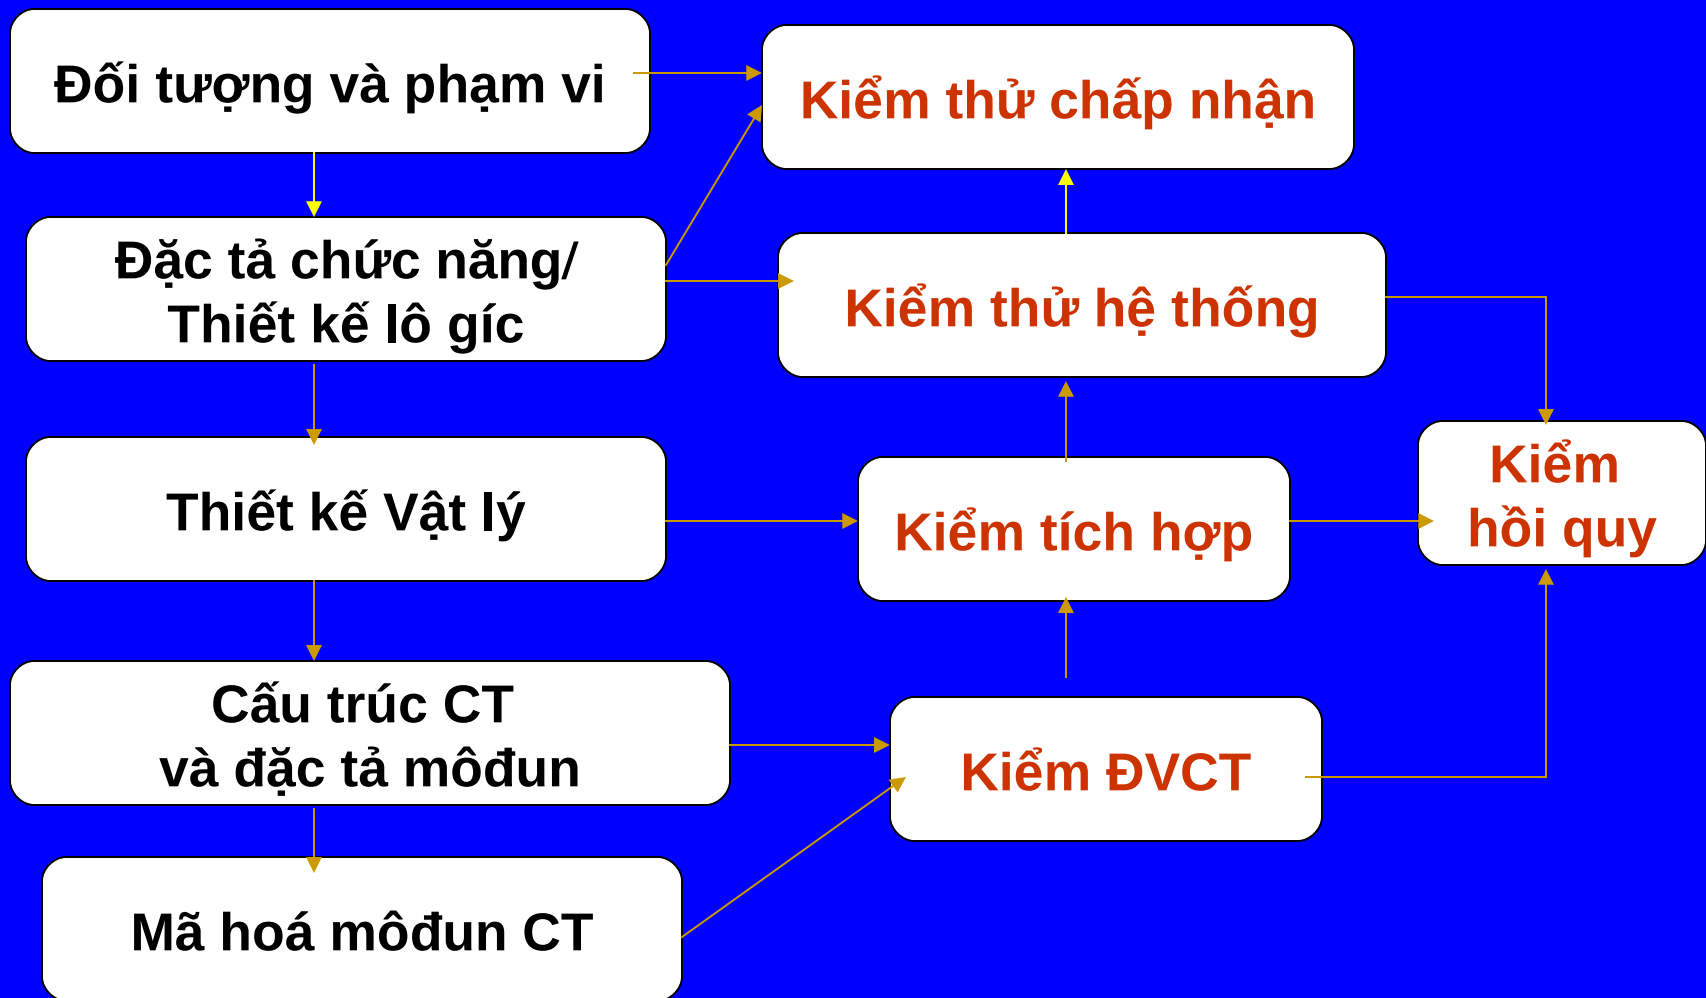 Đối tượng và phạm vi
Kiểm thử chấp nhận
Đặc tả chức năng/
Thiết kế lô gíc
Kiểm thử hệ thống
Thiết kế Vật lý
Kiểm tích hợp
Kiểm
hồi quy
Cấu trúc CT
và đặc tả môđun
Kiểm ĐVCT
Mã hoá môđun CT